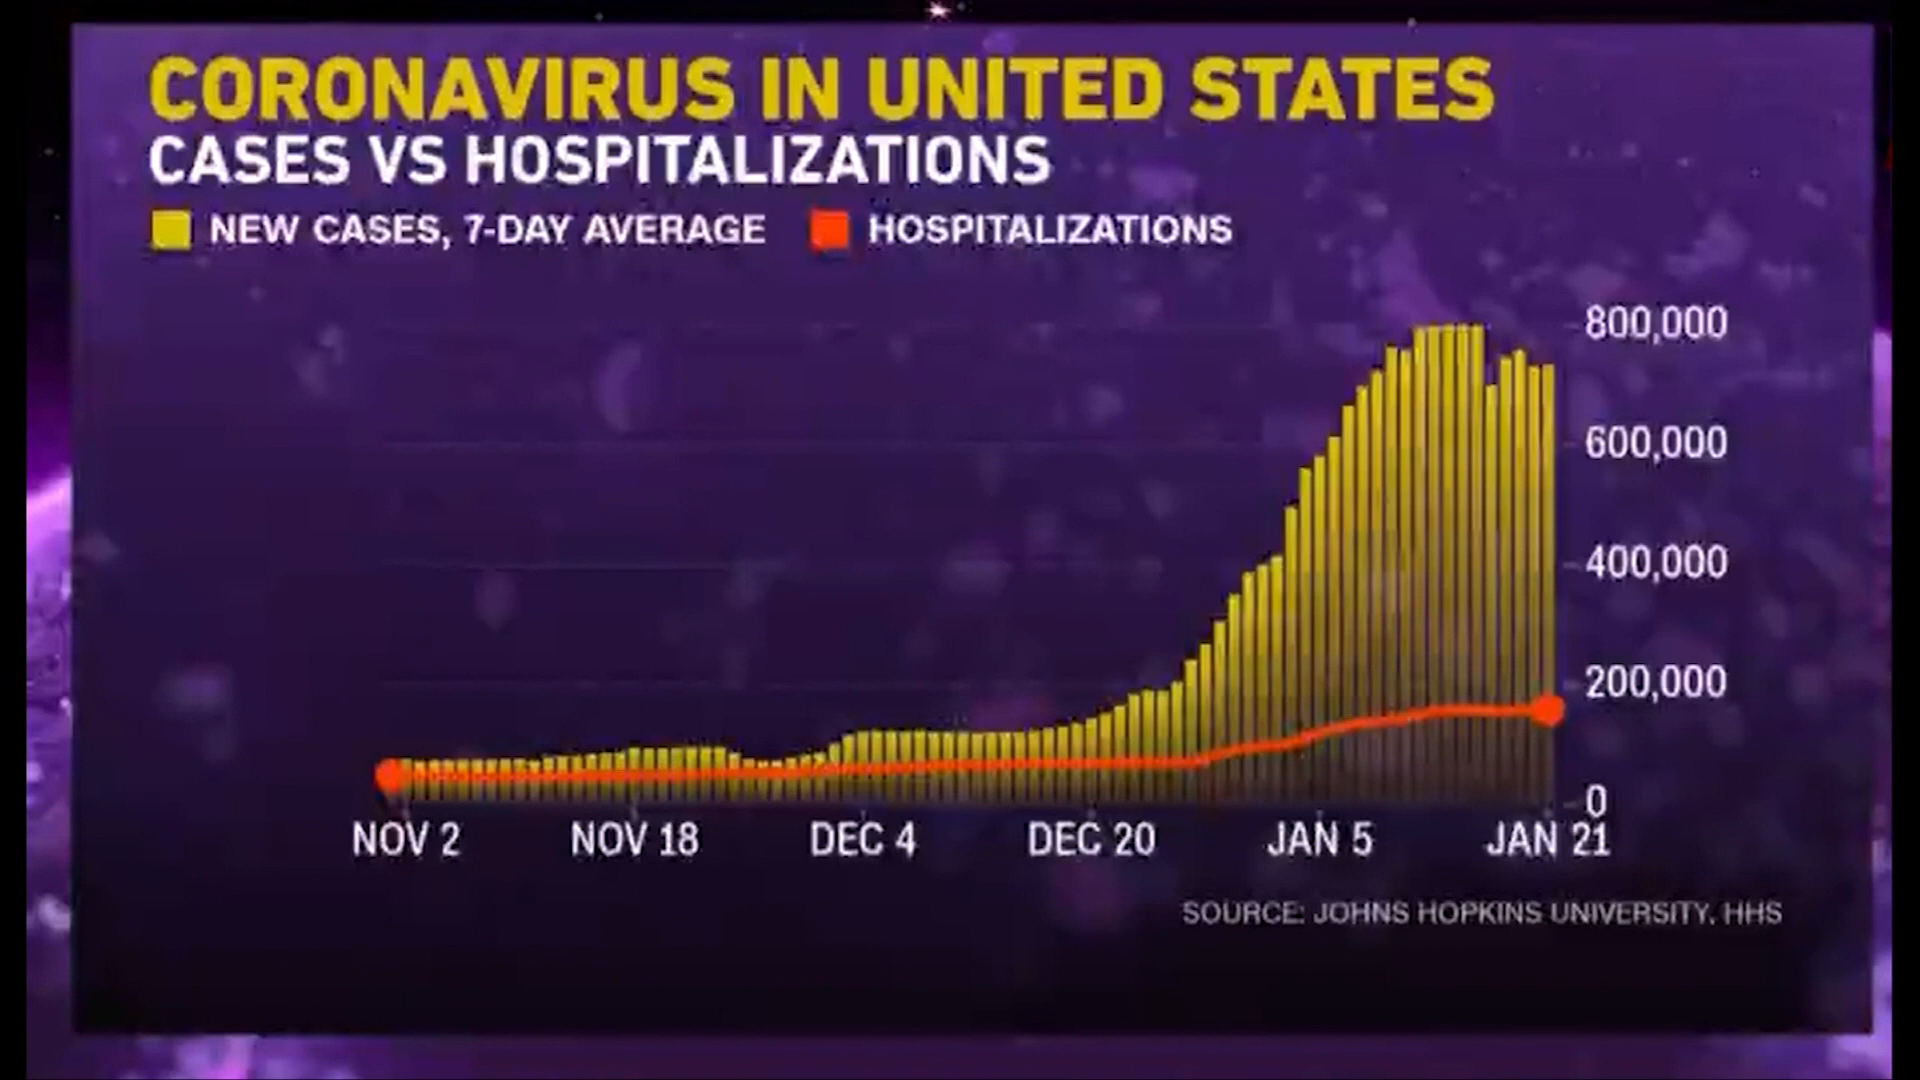 CORONAVIRUS IN UNITED STATES
CASES VS HOSPITALIZATIONS
NEW CASES, 7-DAY AVERAGE HOSPITALIZATIONS
800,000
600,000
400,000
200,000
0
NOV 2 NOV 18 DEC 4 DEC 20 JAN 5 JAN 21
SOURCE: JOHNS HOPKINS UNIVERSITY, HHS